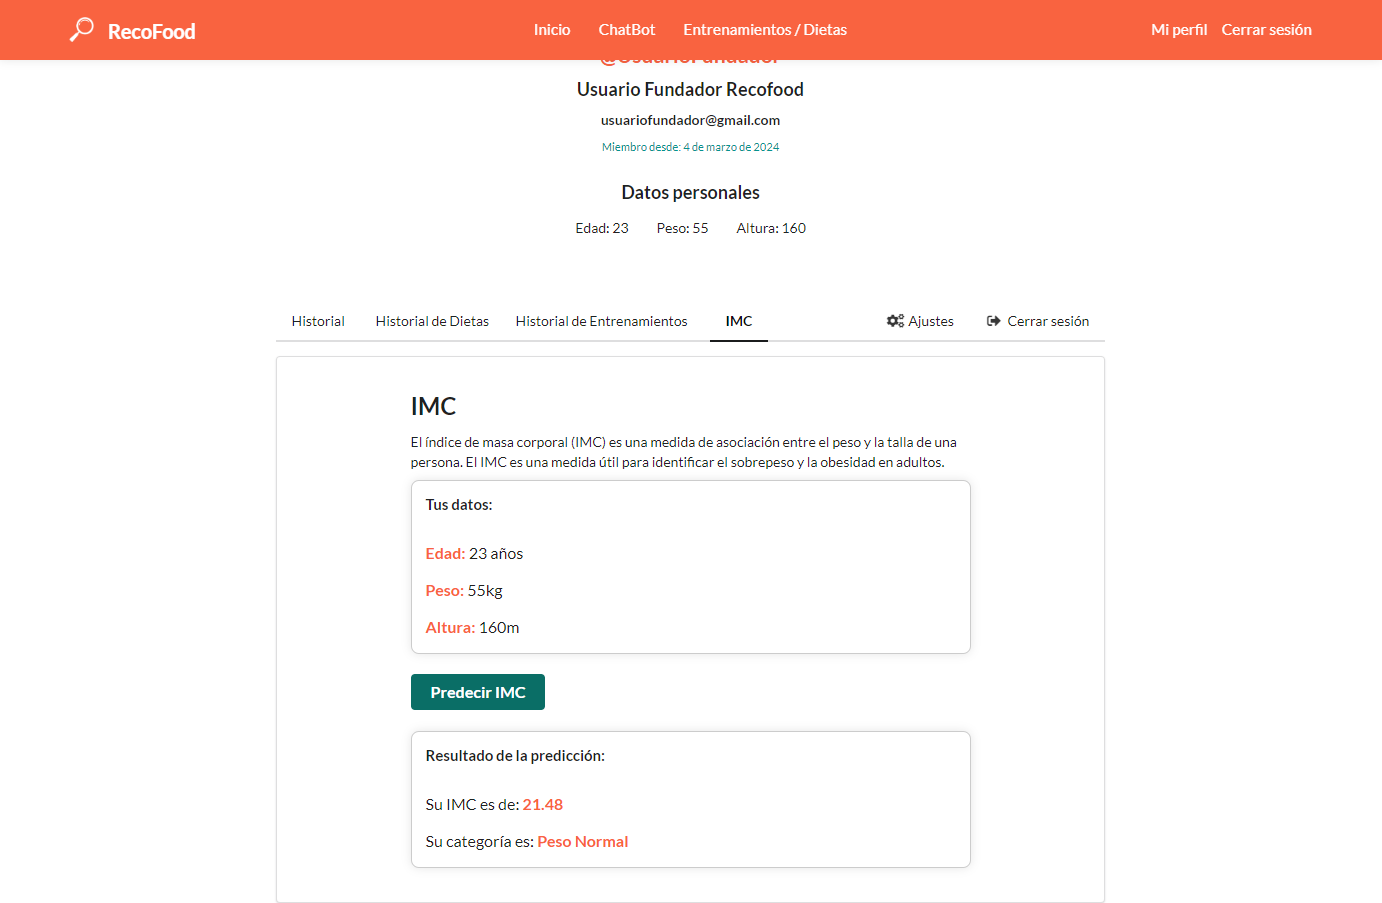 RecoFood
Inicio
ChatBot
Entrenamientos / Dietas
Mi perfil
Cerrar sesión
@UsuarioFundador
Usuario Fundador Recofood
usuariofundador@gmail.com
Miembro desde: 4 de marzo de 2024
Datos personales
Edad: 23
Peso: 55
Altura: 160
Historial
Historial de Dietas
Historial de Entrenamientos
IMC
Ajustes
Cerrar sesión
IMC
El índice de masa corporal (IMC) es una medida de asociación entre el peso y la talla de una
persona. El IMC es una medida útil para identificar el sobrepeso y la obesidad en adultos.
Tus datos:
Edad: 23 años
Peso: 55kg
Altura: 160m
Predecir IMC
Resultado de la predicción:
Su IMC es de: 21.48
Su categoría es: Peso Normal